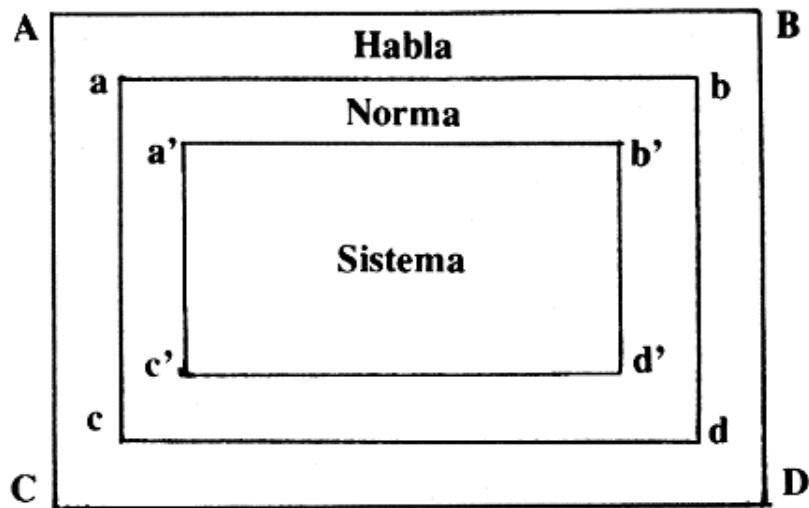 A B
Habla
a b
Norma
a’ b’
Sistema
c’ d’
c d
C D